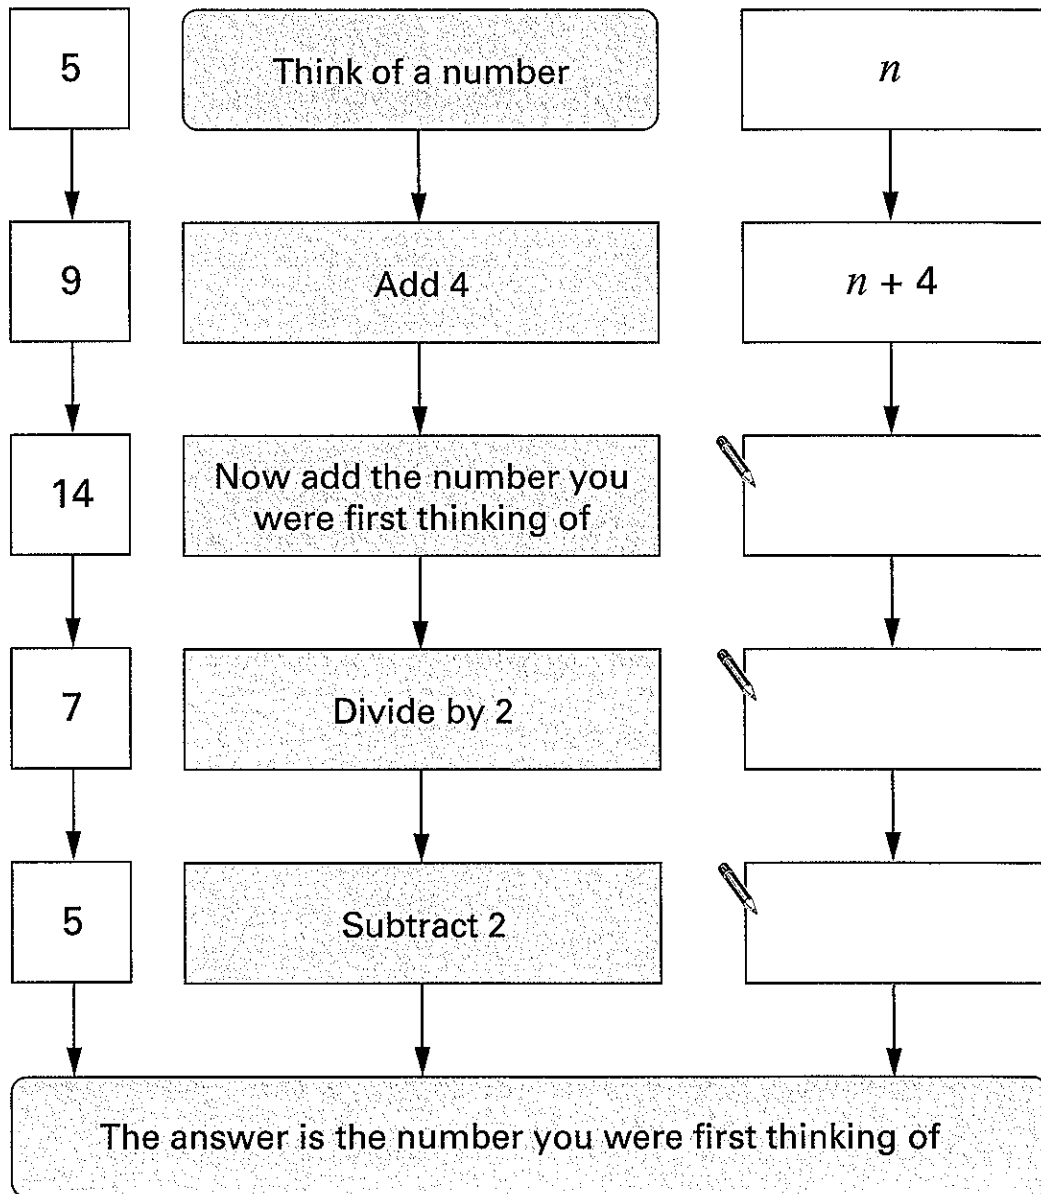 5
Think of a number
n
9
Add 4
n + 4
14
Now add the number you
were first thinking of
7
Divide by 2
5
Subtract 2
The answer is the number you were first thinking of